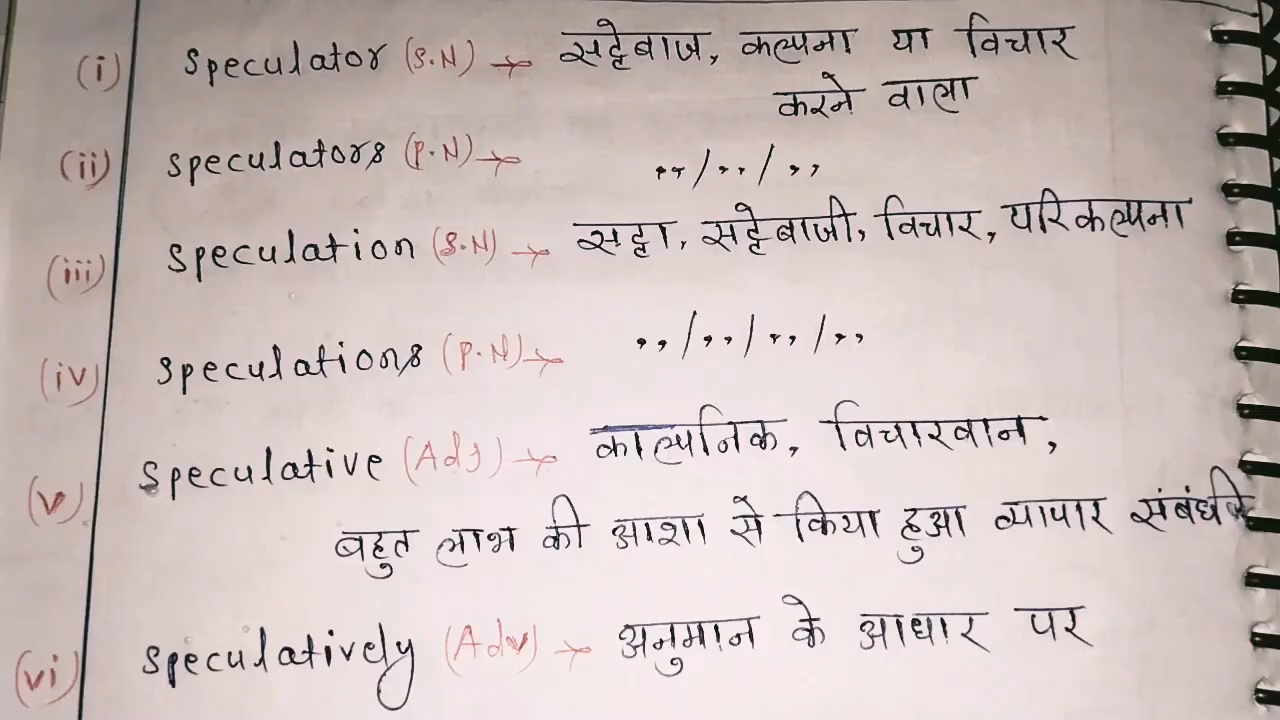 (i) Speculator (S.N) → सट्टेबाज, कल्पना या विचार
करने वाला
(ii) Speculators (P.N) → ,, / ,, / ,,
(iii) Speculation (S.N) → सट्टा, सट्टेबाजी, विचार, परिकल्पना
(iv) Speculations (P.N) → ,, / ,, / ,, / ,,
(v) Speculative (Adj) → काल्पनिक, विचारवान,
बहुत लाभ की आशा से किया हुआ व्यापार संबंधी
(vi) Speculatively (Adv) → अनुमान के आधार पर